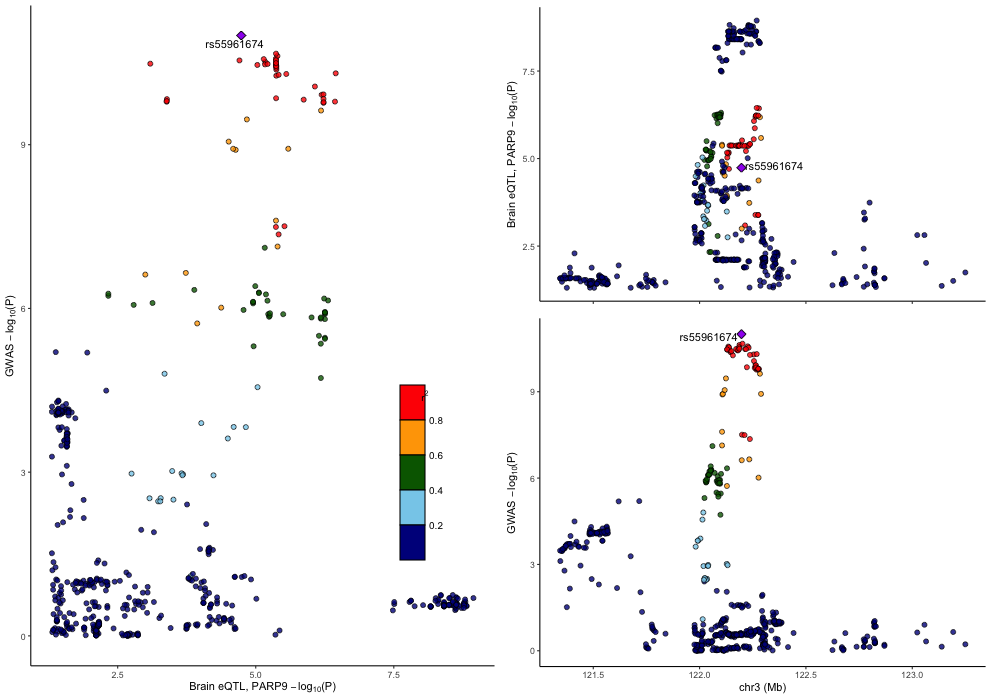 rs55961674
9
6
3
0
GWAS − log10(P)
2.5
5.0
7.5
Brain eQTL, PARP9 − log10(P)
r2
0.8
0.6
0.4
0.2
7.5
5.0
2.5
Brain eQTL, PARP9 − log10(P)
rs55961674
rs55961674
9
6
3
0
GWAS − log10(P)
121.5
122.0
122.5
123.0
chr3 (Mb)